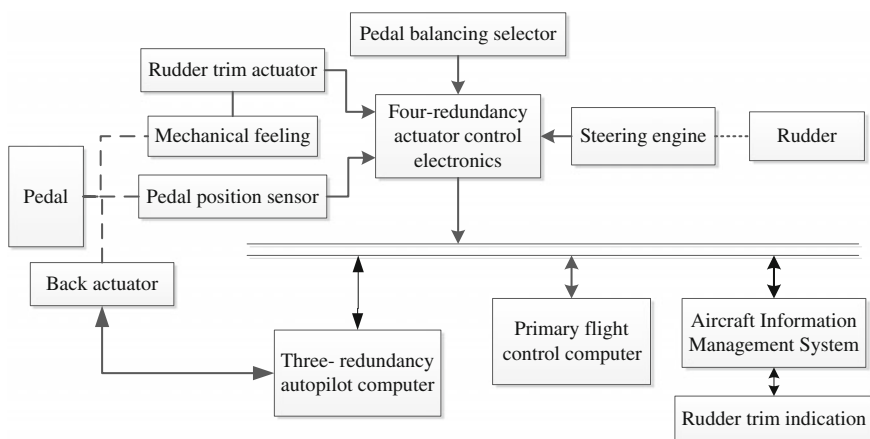 Pedal balancing selector
Rudder trim actuator
Four-redundancy
actuator control
electronics
Mechanical feeling
Steering engine
Rudder
Pedal
Pedal position sensor
Back actuator
Three- redundancy
autopilot computer
Primary flight
control computer
Aircraft Information
Management System
Rudder trim indication